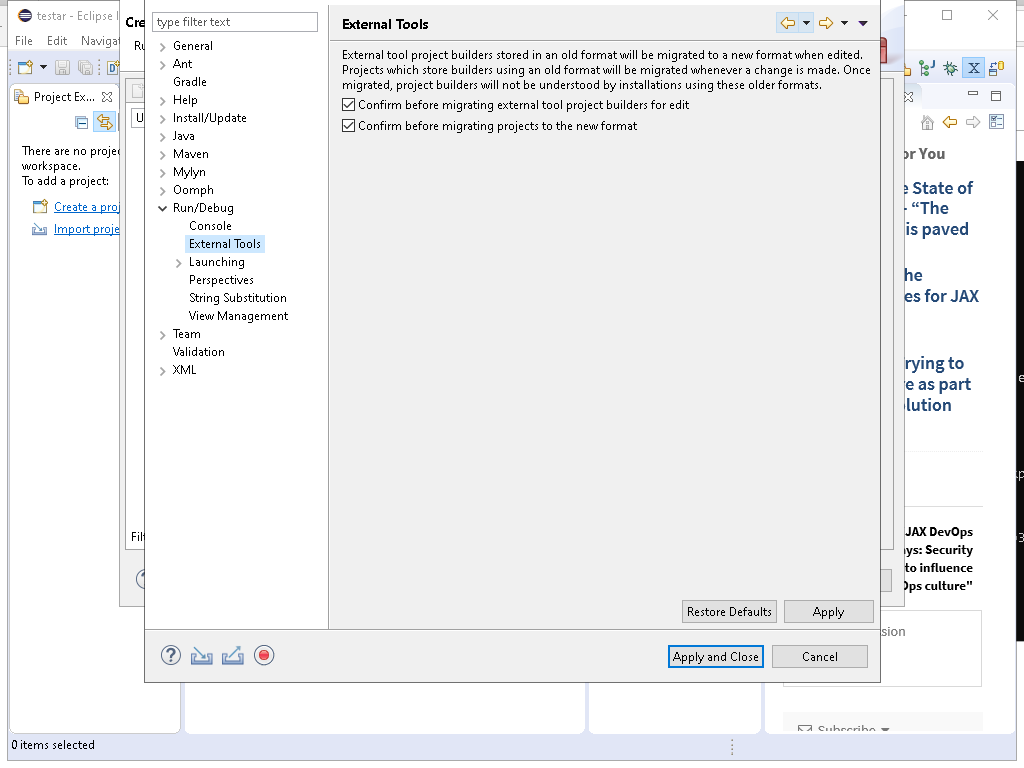 testar - Eclipse
File Edit Navigat
Project Ex...
There are no
workspace.
To add a project:
Create a
Import
0 items selected
type filter text
General
Ant
Gradle
Help
Install/Update
Java
Maven
Mylyn
Oomph
Run/Debug
Console
External Tools
Launching
Perspectives
String Substitution
View Management
Team
Validation
XML
External Tools
External tool project builders stored in an old format will be migrated to a new format when edited.
Projects which store builders using an old format will be migrated whenever a change is made. Once
migrated, project builders will not be understood by installations using these older formats.
Confirm before migrating external tool project builders for edit
Confirm before migrating projects to the new format
Restore Defaults Apply
Apply and Close Cancel
or You
e State of
- “The
is paved
he
es for JAX
rying to
re as part
lution
JAX DevOps
ys: Security
to influence
Ops culture"
sion
Subscribe